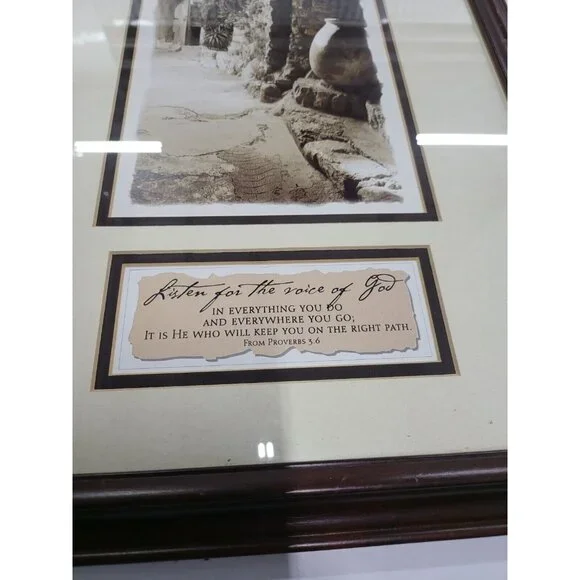 Listen for the voice of God
IN EVERYTHING YOU DO
AND EVERYWHERE YOU GO;
IT IS HE WHO WILL KEEP YOU ON THE RIGHT PATH.
FROM PROVERBS 3.6